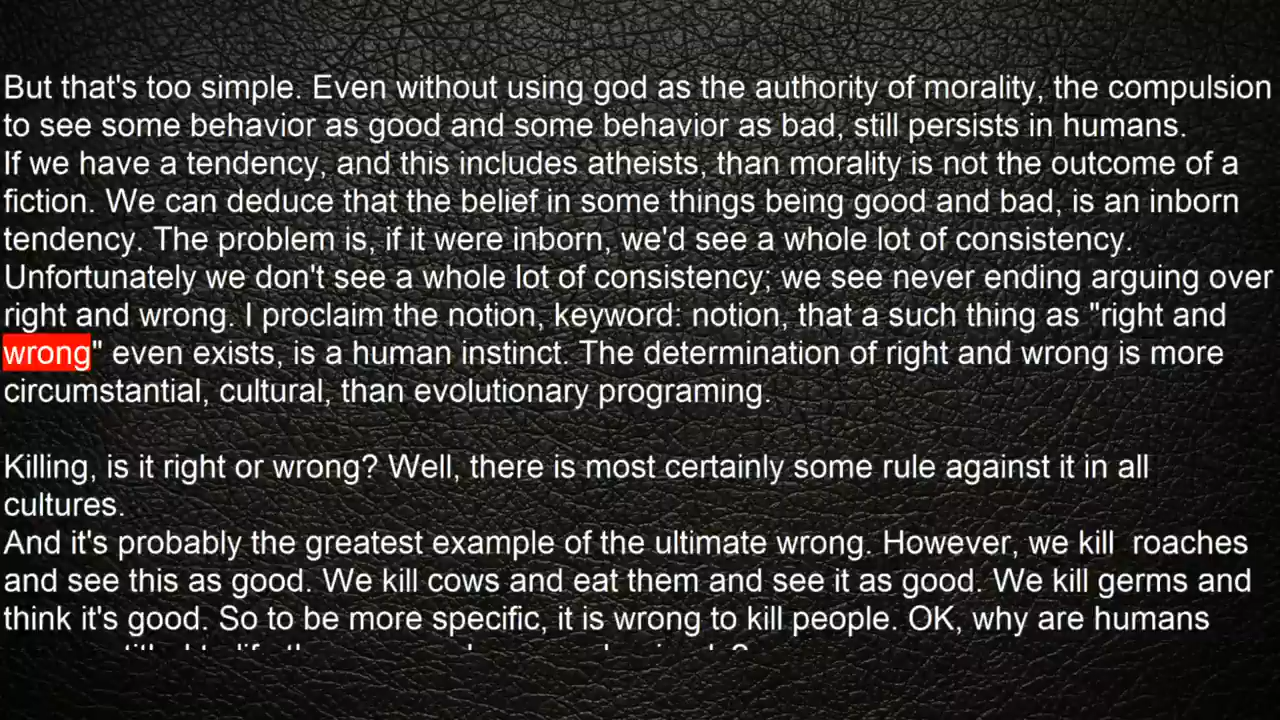 But that's too simple. Even without using god as the authority of morality, the compulsion
to see some behavior as good and some behavior as bad, still persists in humans.
If we have a tendency, and this includes atheists, than morality is not the outcome of a
fiction. We can deduce that the belief in some things being good and bad, is an inborn
tendency. The problem is, if it were inborn, we'd see a whole lot of consistency.
Unfortunately we don't see a whole lot of consistency; we see never ending arguing over
right and wrong. I proclaim the notion, keyword: notion, that a such thing as "right and
wrong" even exists, is a human instinct. The determination of right and wrong is more
circumstantial, cultural, than evolutionary programing.
Killing, is it right or wrong? Well, there is most certainly some rule against it in all
cultures.
And it's probably the greatest example of the ultimate wrong. However, we kill  roaches
and see this as good. We kill cows and eat them and see it as good. We kill germs and
think it's good. So to be more specific, it is wrong to kill people. OK, why are humans